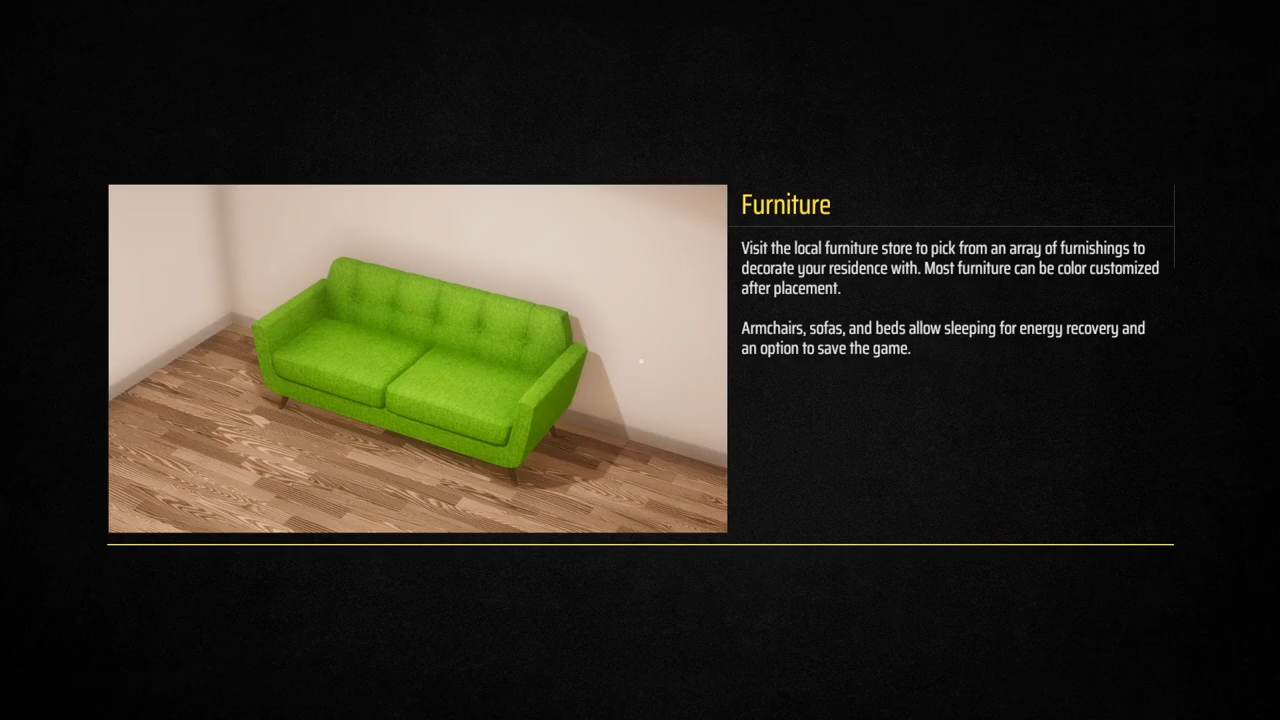 Furniture
Visit the local furniture store to pick from an array of furnishings to
decorate your residence with. Most furniture can be color customized
after placement.
Armchairs, sofas, and beds allow sleeping for energy recovery and
an option to save the game.